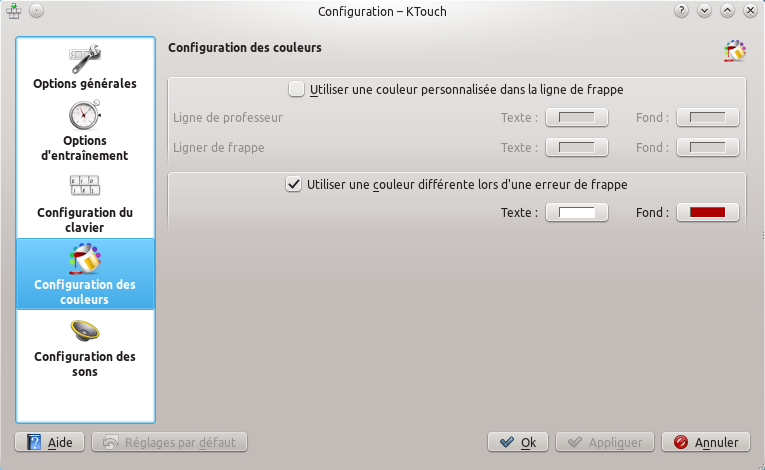 Configuration – KTouch
Options générales
Options
d'entraînement
Configuration du
clavier
Configuration des
couleurs
Configuration des
sons
Configuration des couleurs
Utiliser une couleur personnalisée dans la ligne de frappe
Ligne de professeur Texte : Fond :
Ligner de frappe Texte : Fond :
Utiliser une couleur différente lors d'une erreur de frappe
Texte : Fond :
Aide Réglages par défaut Ok Appliquer Annuler